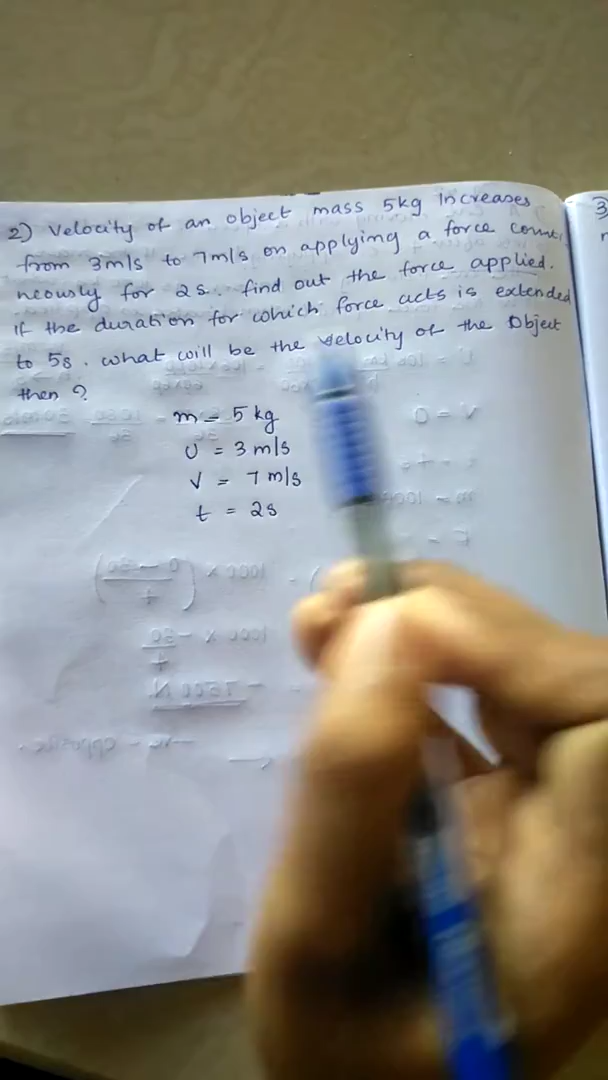 2) Velocity of an object mass 5kg increases
from 3m/s to 7m/s on applying a force conti
neously for 2s. find out the force applied.
If the duration for which force acts is extended
to 5s. what will be the velocity of the Object
then ?
m = 5 kg
U = 3 m/s
V = 7 m/s
t = 2s
3)